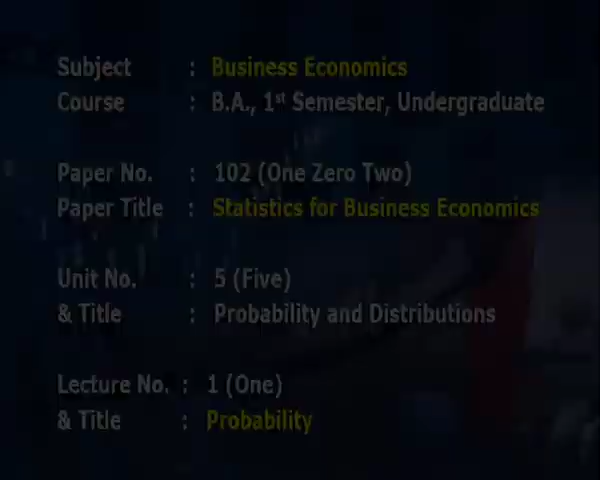 Subject : Business Economics
Course : B.A., 1st Semester, Undergraduate
Paper No. : 102 (One Zero Two)
Paper Title : Statistics for Business Economics
Unit No. : 5 (Five)
& Title : Probability and Distributions
Lecture No. : 1 (One)
& Title : Probability